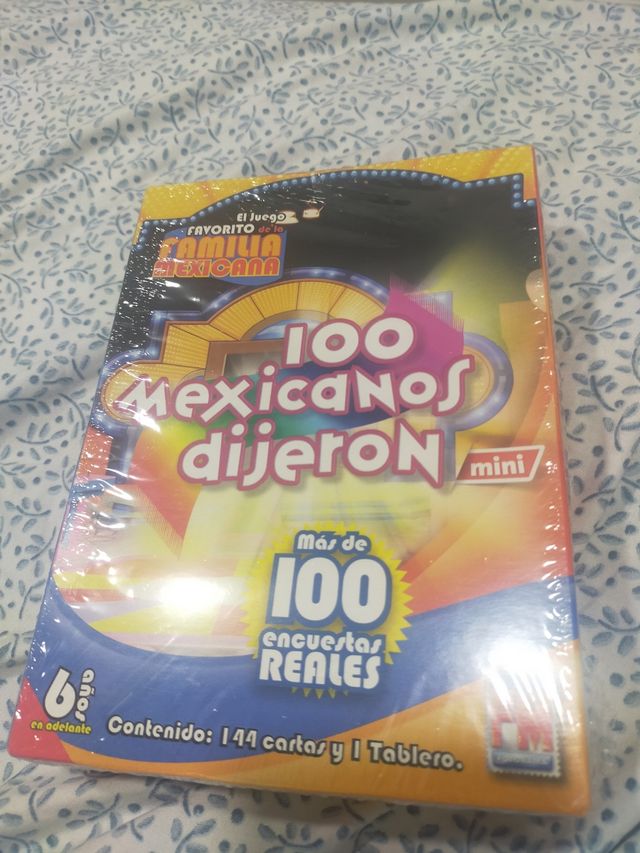 El Juego
FAVORITO de la
FAMILIA
MEXICANA
100
mexicanos
dijeron
mini
Más de
100
encuestas
REALES
6 años
en adelante
Contenido: 144 cartas y 1 Tablero.
FM